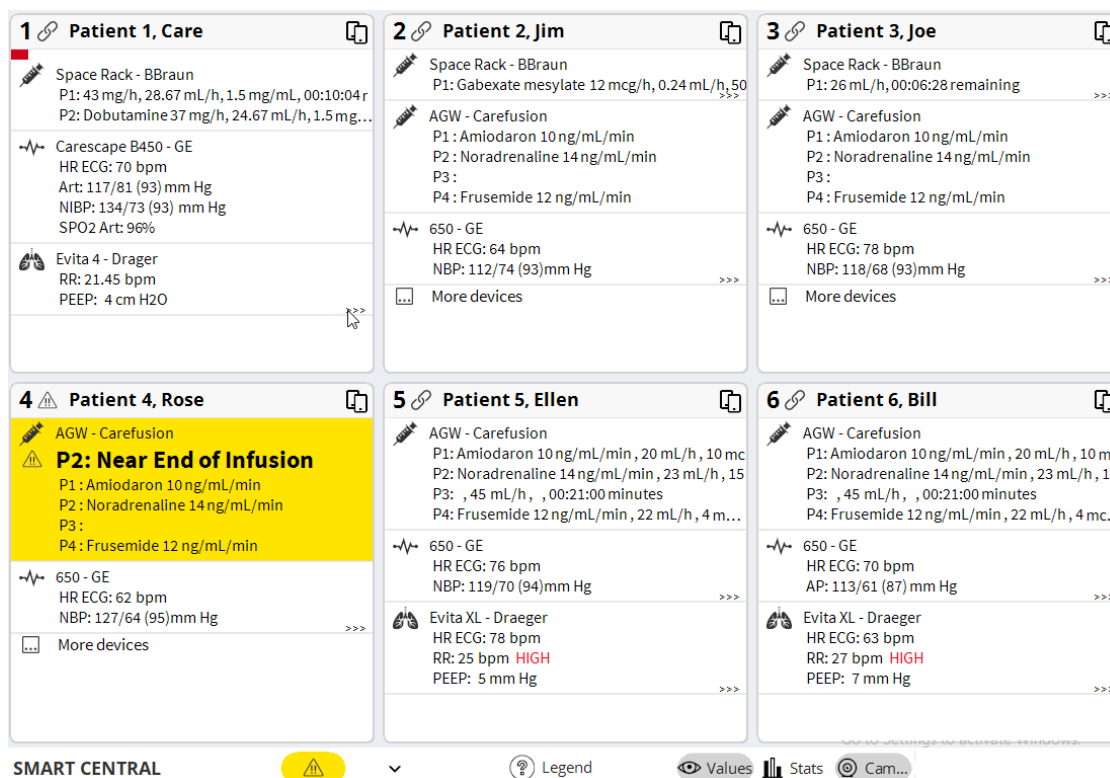 1 Patient 1, Care
Space Rack - BBraun
P1: 43 mg/h, 28.67 mL/h, 1.5 mg/mL, 00:10:04 r
P2: Dobutamine 37 mg/h, 24.67 mL/h, 1.5 mg...
Carescape B450 - GE
HR ECG: 70 bpm
Art: 117/81 (93) mm Hg
NIBP: 134/73 (93) mm Hg
SPO2 Art: 96%
Evita 4 - Drager
RR: 21.45 bpm
PEEP: 4 cm H2O
>>>
2 Patient 2, Jim
Space Rack - BBraun
P1: Gabexate mesylate 12 mcg/h, 0.24 mL/h, 50
>>>
AGW - Carefusion
P1 : Amiodaron 10 ng/mL/min
P2 : Noradrenaline 14 ng/mL/min
P3 :
P4 : Frusemide 12 ng/mL/min
650 - GE
HR ECG: 64 bpm
NBP: 112/74 (93)mm Hg
>>>
More devices
3 Patient 3, Joe
Space Rack - BBraun
P1: 26 mL/h, 00:06:28 remaining
>>>
AGW - Carefusion
P1 : Amiodaron 10 ng/mL/min
P2 : Noradrenaline 14 ng/mL/min
P3 :
P4 : Frusemide 12 ng/mL/min
650 - GE
HR ECG: 78 bpm
NBP: 118/68 (93)mm Hg
>>>
More devices
4 Patient 4, Rose
AGW - Carefusion
P2: Near End of Infusion
P1 : Amiodaron 10 ng/mL/min
P2 : Noradrenaline 14 ng/mL/min
P3 :
P4 : Frusemide 12 ng/mL/min
650 - GE
HR ECG: 62 bpm
NBP: 127/64 (95)mm Hg
>>>
More devices
5 Patient 5, Ellen
AGW - Carefusion
P1: Amiodaron 10 ng/mL/min , 20 mL/h , 10 mc
P2: Noradrenaline 14 ng/mL/min , 23 mL/h , 15
P3: , 45 mL/h , , 00:21:00 minutes
P4: Frusemide 12 ng/mL/min , 22 mL/h , 4 m...
650 - GE
HR ECG: 76 bpm
NBP: 119/70 (94)mm Hg
>>>
Evita XL - Draeger
HR ECG: 78 bpm
RR: 25 bpm HIGH
PEEP: 5 mm Hg
>>>
6 Patient 6, Bill
AGW - Carefusion
P1: Amiodaron 10 ng/mL/min , 20 mL/h , 10 m
P2: Noradrenaline 14 ng/mL/min , 23 mL/h , 1
P3: , 45 mL/h , , 00:21:00 minutes
P4: Frusemide 12 ng/mL/min , 22 mL/h , 4 mc.
650 - GE
HR ECG: 70 bpm
AP: 113/61 (87) mm Hg
>>>
Evita XL - Draeger
HR ECG: 63 bpm
RR: 27 bpm HIGH
PEEP: 7 mm Hg
>>>
Go to Settings to activate Windows.
SMART CENTRAL
Legend
Values
Stats
Cam...